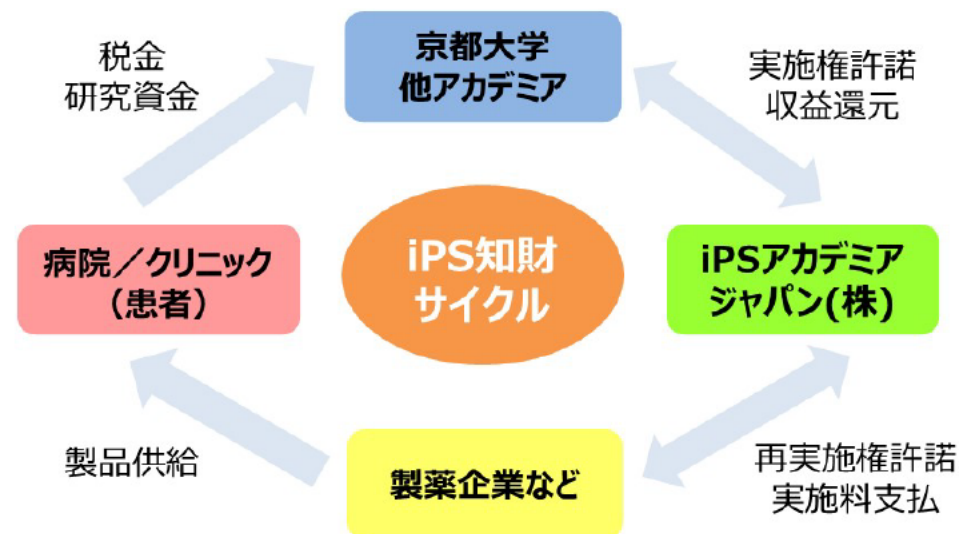 税金
研究資金
京都大学
他アカデミア
実施権許諾
収益還元
病院／クリニック
（患者）
iPS知財
サイクル
iPSアカデミア
ジャパン(株)
製品供給
製薬企業など
再実施権許諾
実施料支払